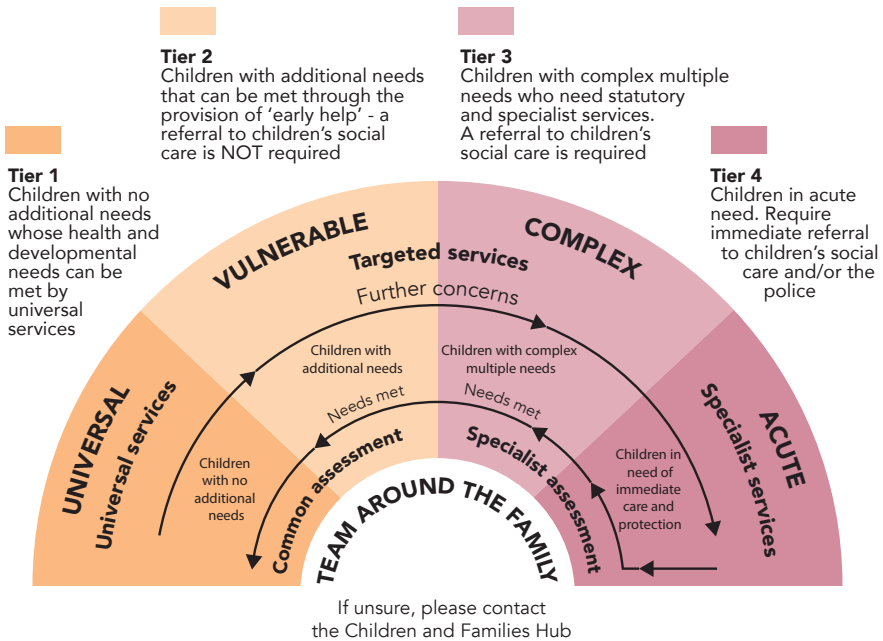 Tier 2
Children with additional needs
that can be met through the
provision of ‘early help’ - a
referral to children’s social
care is NOT required
Tier 3
Children with complex multiple
needs who need statutory
and specialist services.
A referral to children’s
social care is required
Tier 1
Children with no
additional needs
whose health and
developmental
needs can be
met by
universal
services
Tier 4
Children in acute
need. Require
immediate referral
to children’s social
care and/or the
police
UNIVERSAL
Universal services
VULNERABLE
COMPLEX
Targeted services
ACUTE
Specialist services
Further concerns
Children with
additional needs
Children with complex
multiple needs
Needs met
Needs met
Children
with no
additional
needs
Children in
need of
immediate
care and
protection
Common assessment
Specialist assessment
TEAM AROUND THE FAMILY
If unsure, please contact
the Children and Families Hub